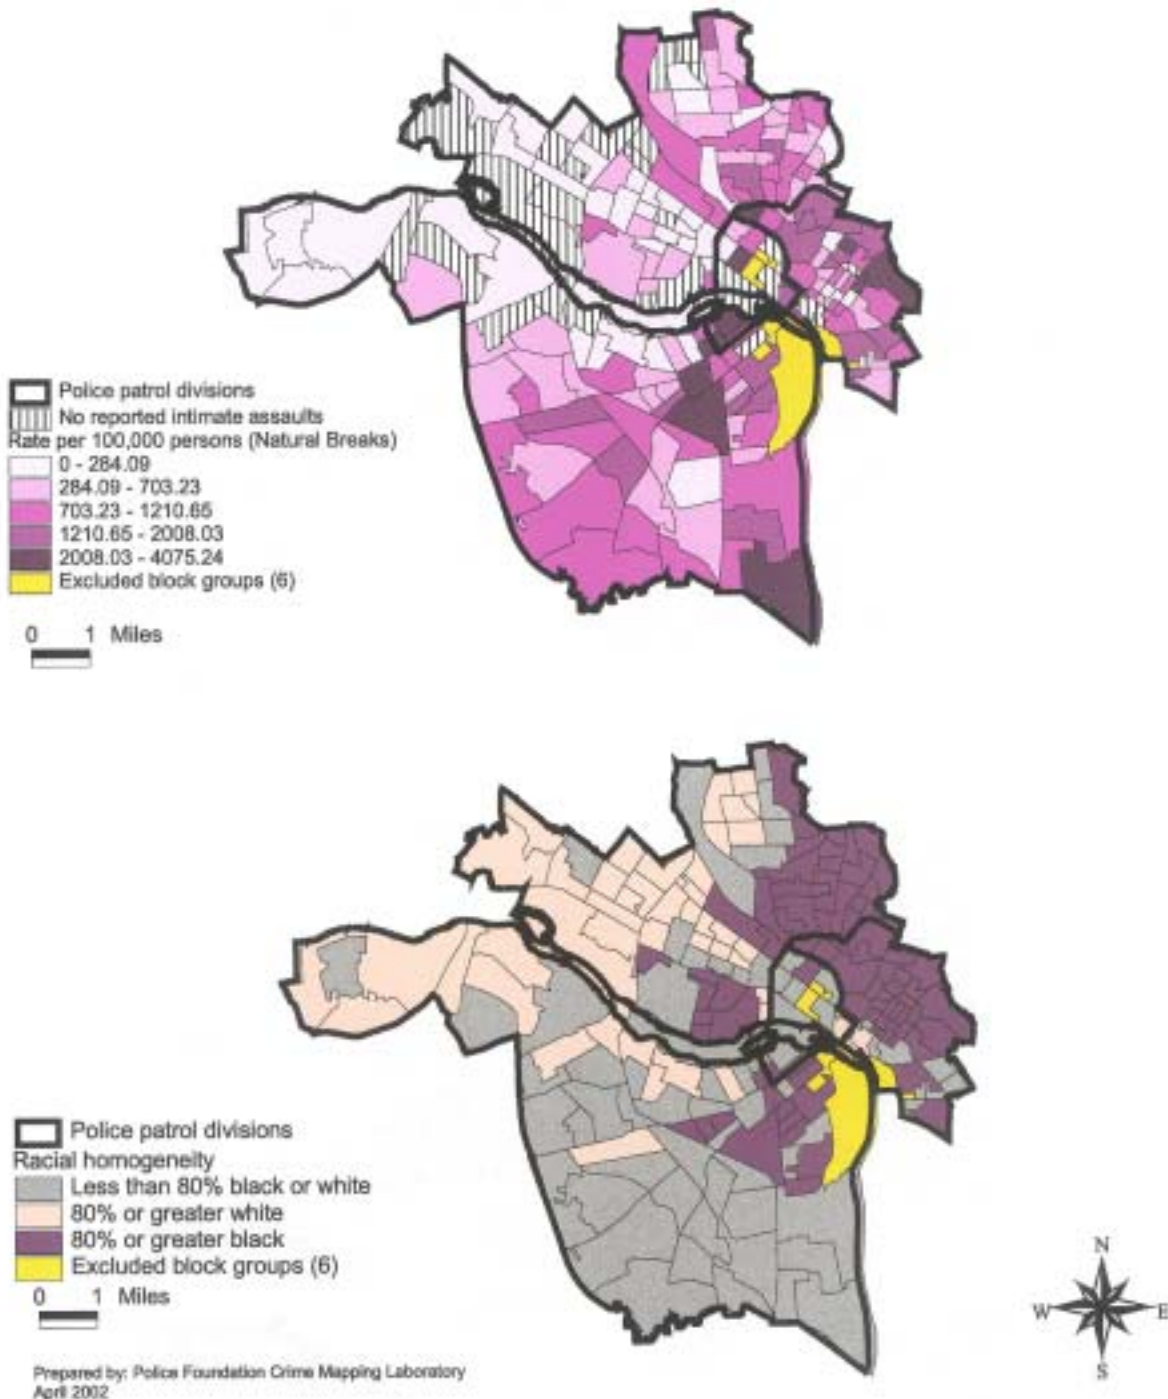 Police patrol divisions
No reported intimate assaults
Rate per 100,000 persons (Natural Breaks)
0 - 284.09
284.09 - 703.23
703.23 - 1210.65
1210.65 - 2008.03
2008.03 - 4075.24
Excluded block groups (6)
0 1 Miles
Police patrol divisions
Racial homogeneity
Less than 80% black or white
80% or greater white
80% or greater black
Excluded block groups (6)
0 1 Miles
N
W E
S
Prepared by: Police Foundation Crime Mapping Laboratory
April 2002